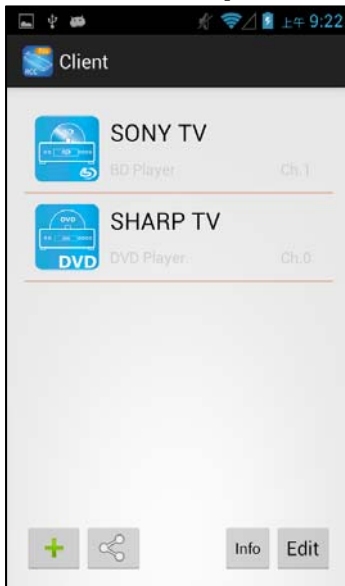 上午 9:22
Client
SONY TV
BD Player
Ch.1
SHARP TV
DVD
DVD Player.
Ch.0.
+
Info
Edit